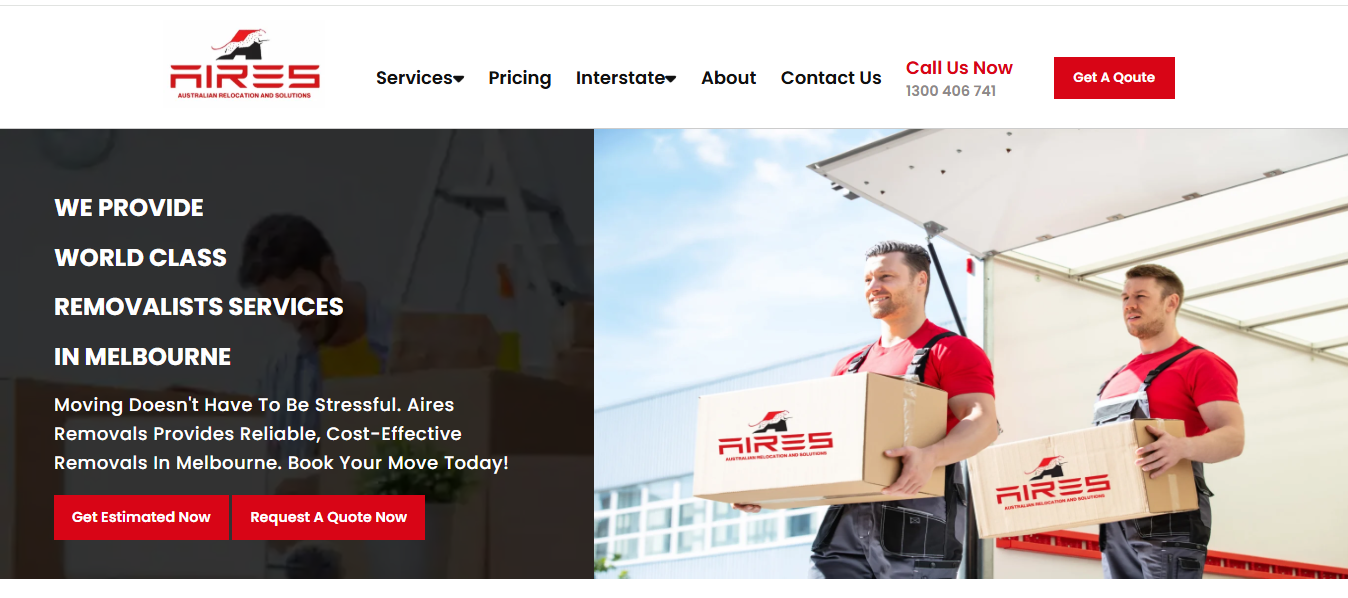 AIRES
AUSTRALIAN RELOCATION AND SOLUTIONS
Services
Pricing
Interstate
About
Contact Us
Call Us Now
1300 406 741
Get A Qoute
WE PROVIDE
WORLD CLASS
REMOVALISTS SERVICES
IN MELBOURNE
Moving Doesn't Have To Be Stressful. Aires
Removals Provides Reliable, Cost-Effective
Removals In Melbourne. Book Your Move Today!
Get Estimated Now
Request A Quote Now
AIRES
AUSTRALIAN RELOCATION AND SOLUTIONS
AIRES
AUSTRALIAN RELOCATION AND SOLUTIONS